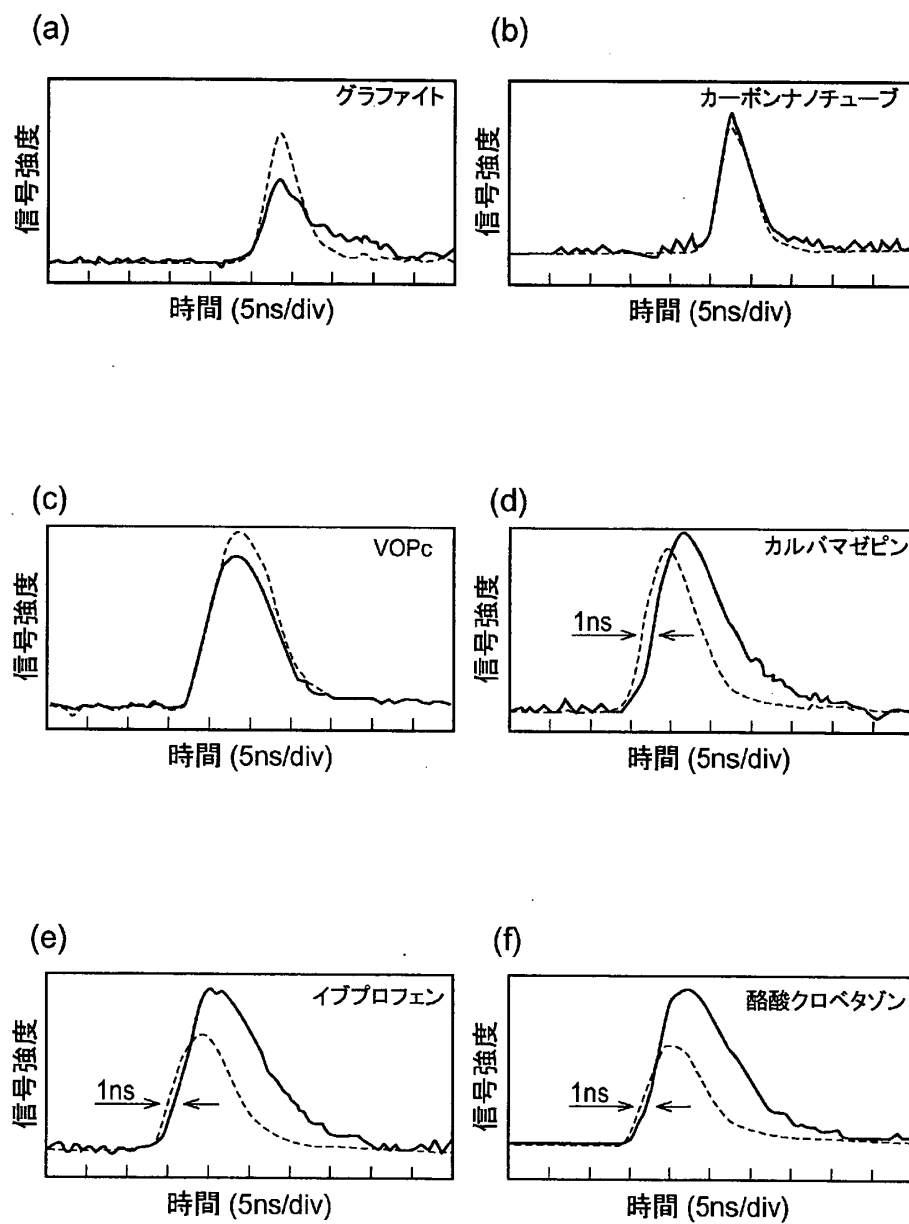 (a)
グラファイト
信号強度
時間 (5ns/div)
(b)
カーボンナノチューブ
信号強度
時間 (5ns/div)
(c)
VOPc
信号強度
時間 (5ns/div)
(d)
カルバマゼピン
1ns
信号強度
時間 (5ns/div)
(e)
イブプロフェン
1ns
信号強度
時間 (5ns/div)
(f)
酪酸クロベタゾン
1ns
信号強度
時間 (5ns/div)